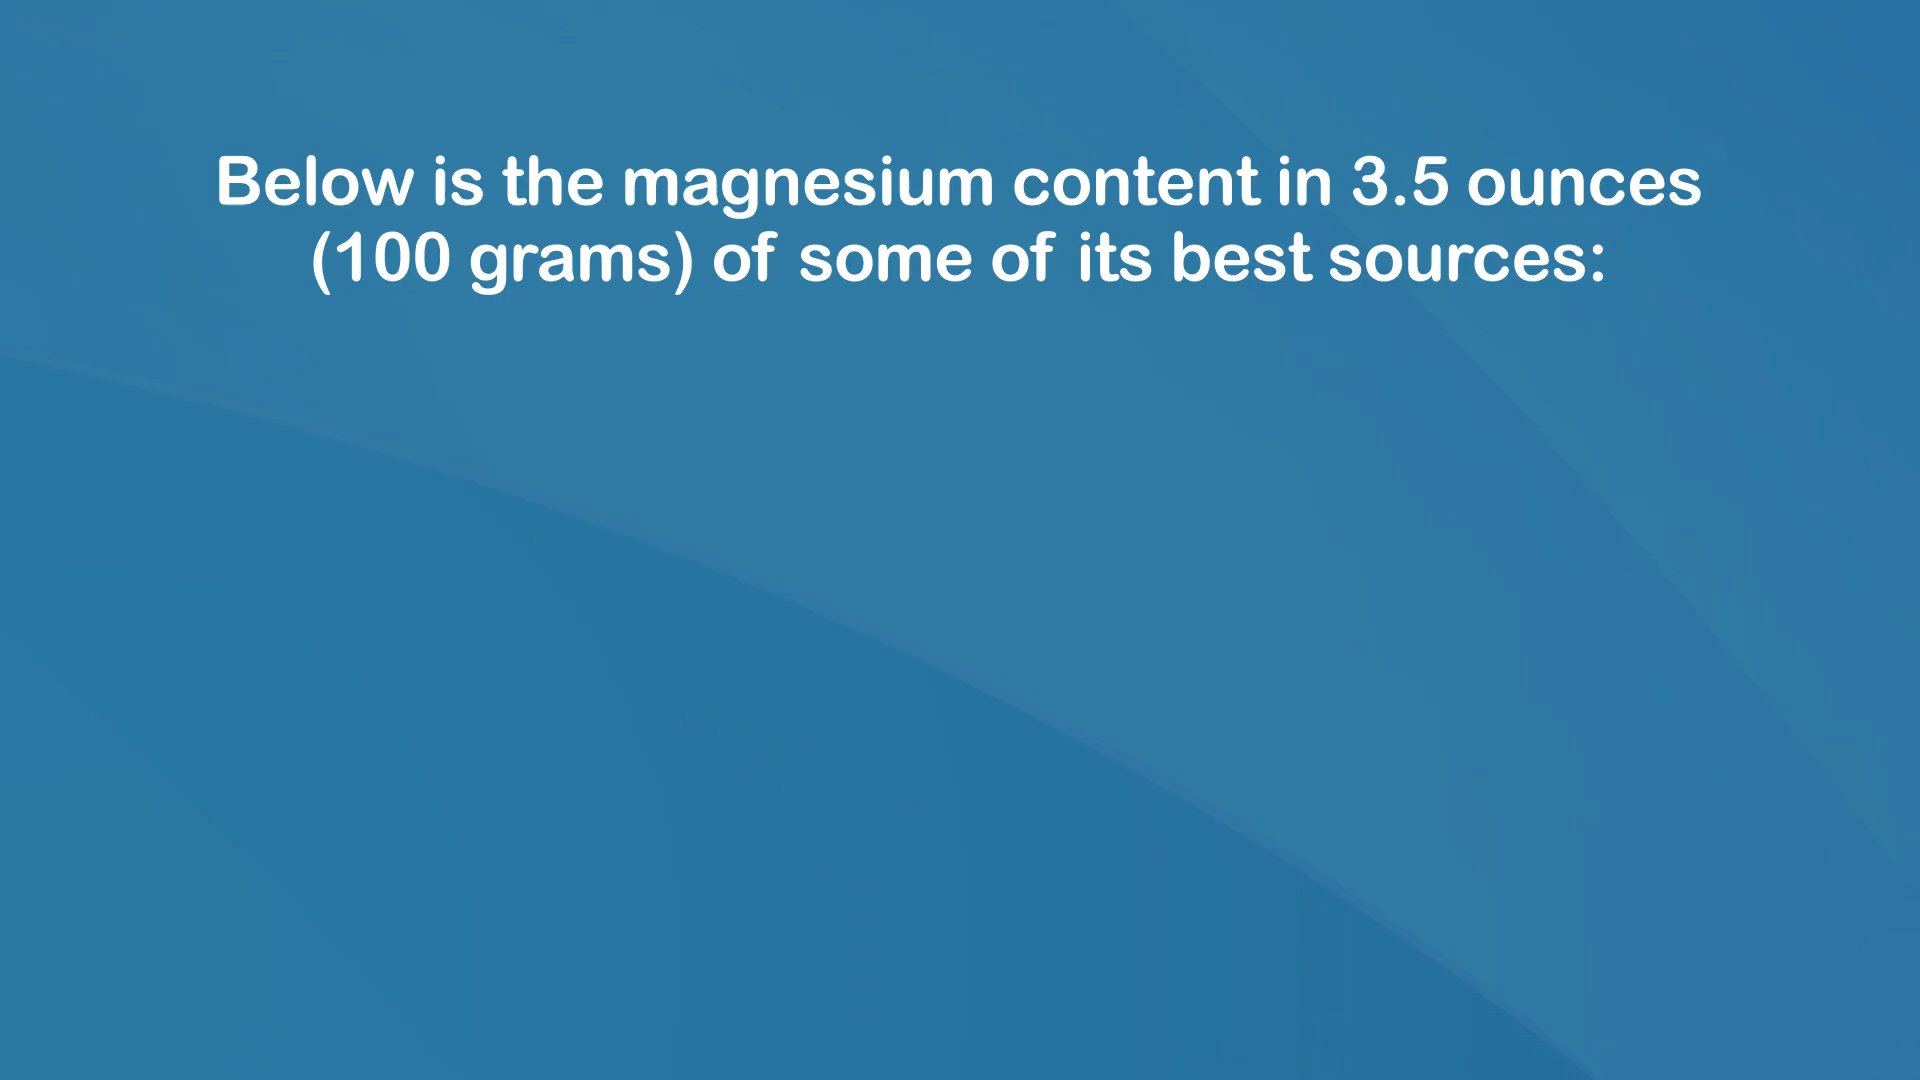 Below is the magnesium content in 3.5 ounces
(100 grams) of some of its best sources: